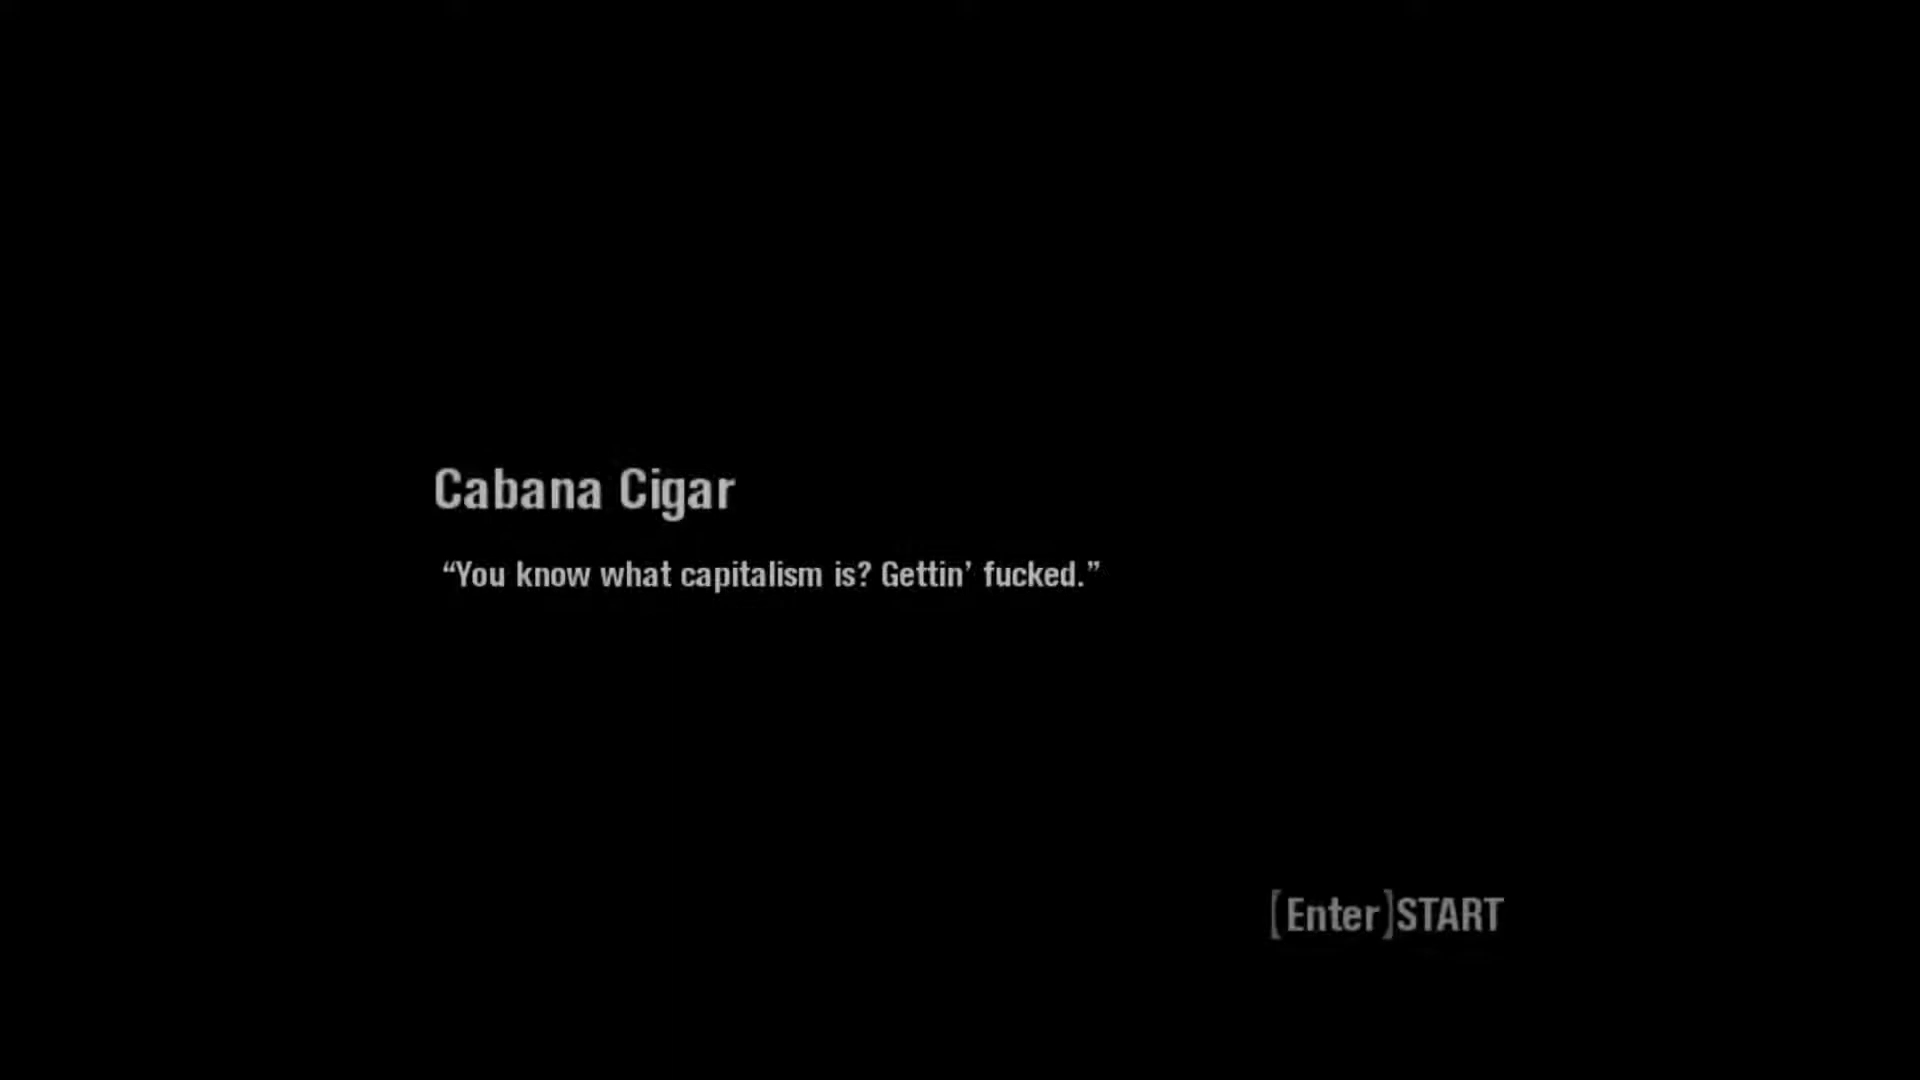 Cabana Cigar
“You know what capitalism is? Gettin’ fucked.”
[Enter]START